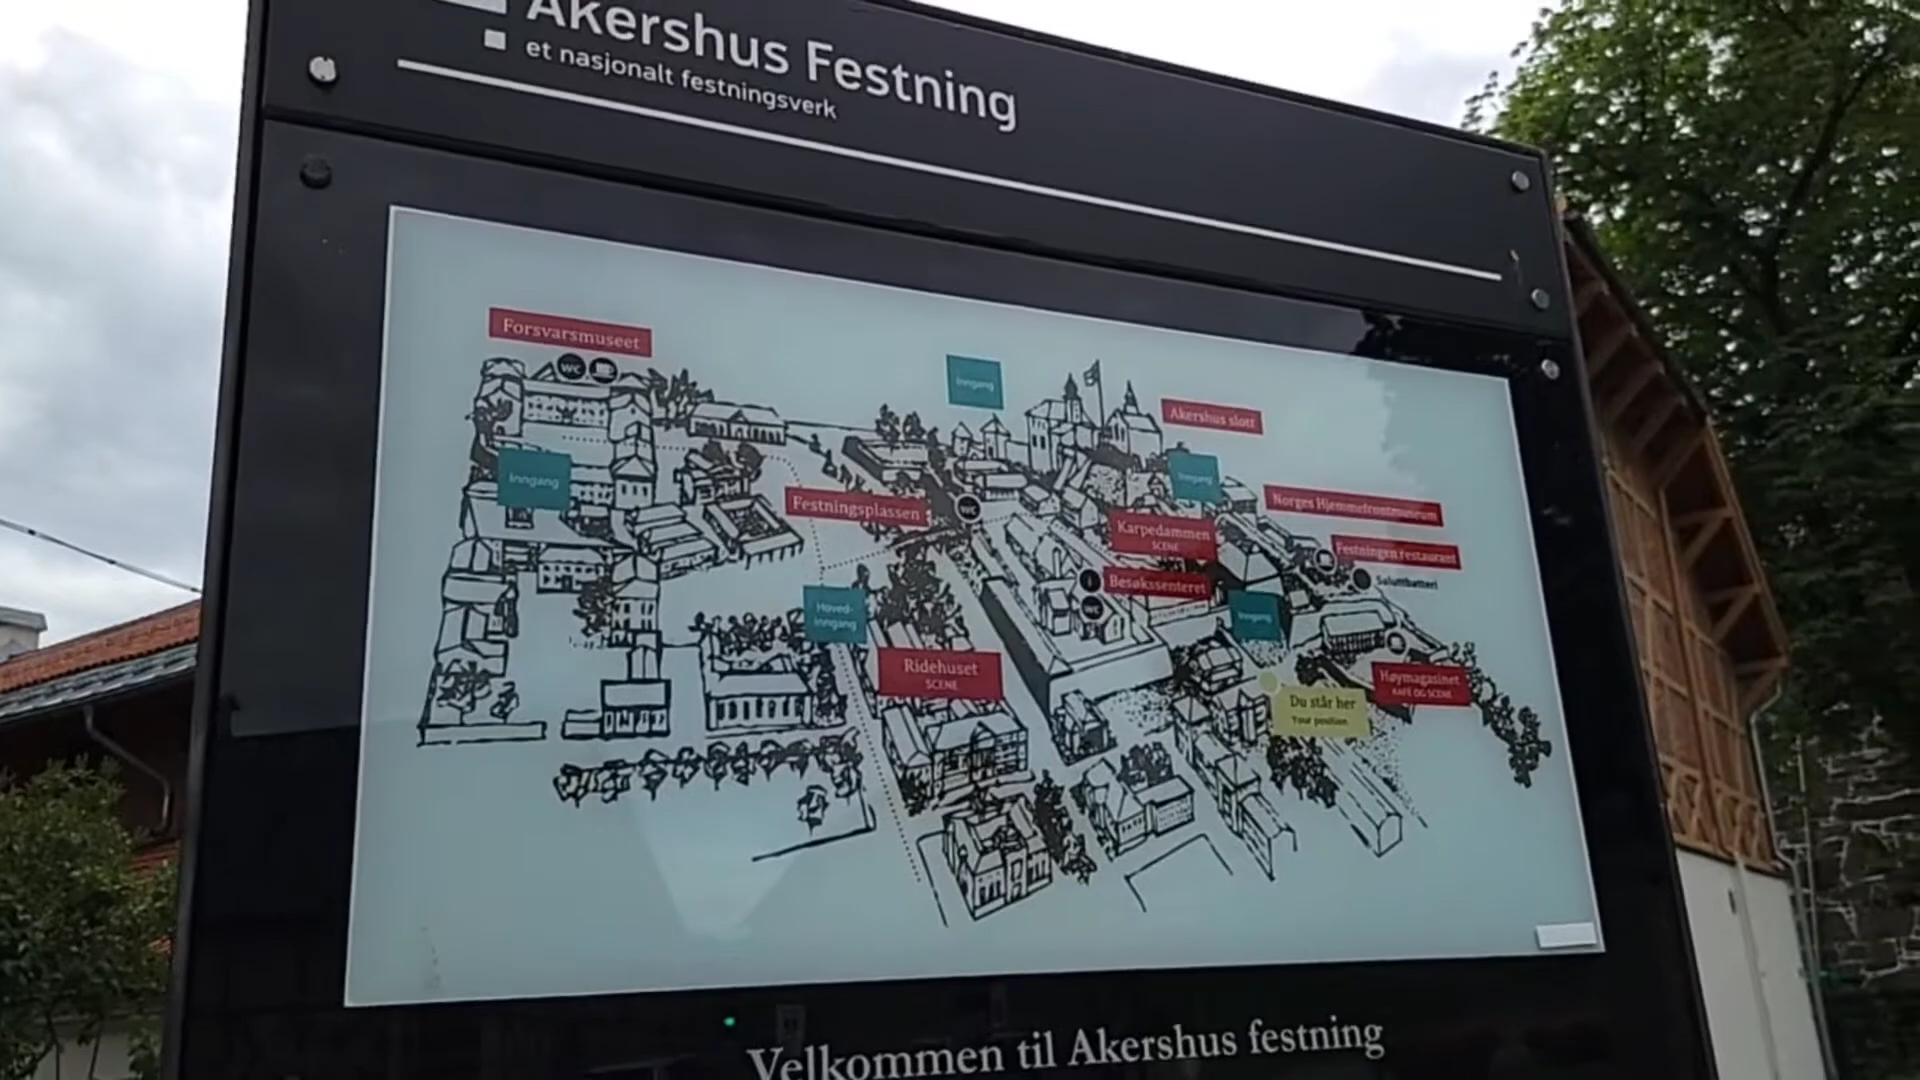 Akershus Festning
et nasjonalt festningsverk
Forsvarsmuseet
WC
Inngang
Akershus slott
Inngang
Inngang
Festningsplassen
WC
Norges Hjemmefrontmuseum
Karpedammen
SCENE
Festningen restaurant
Saluttbatteri
i
Besøkssenteret
WC
Hoved-
inngang
Inngang
Ridehuset
SCENE
Høymagasinet
KAFÉ OG SCENE
Du står her
Your position
Velkommen til Akershus festning